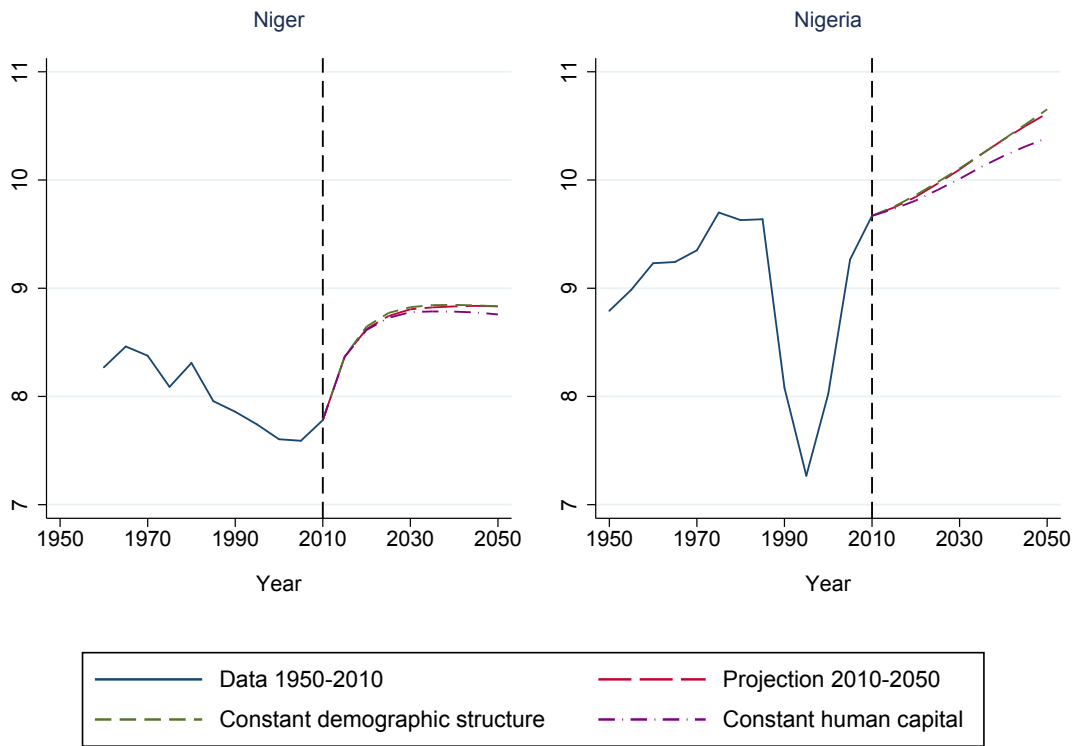 Niger
11
10
9
8
7
1950 1970 1990 2010 2030 2050
Year
Nigeria
11
10
9
8
7
1950 1970 1990 2010 2030 2050
Year
Data 1950-2010
Projection 2010-2050
Constant demographic structure
Constant human capital